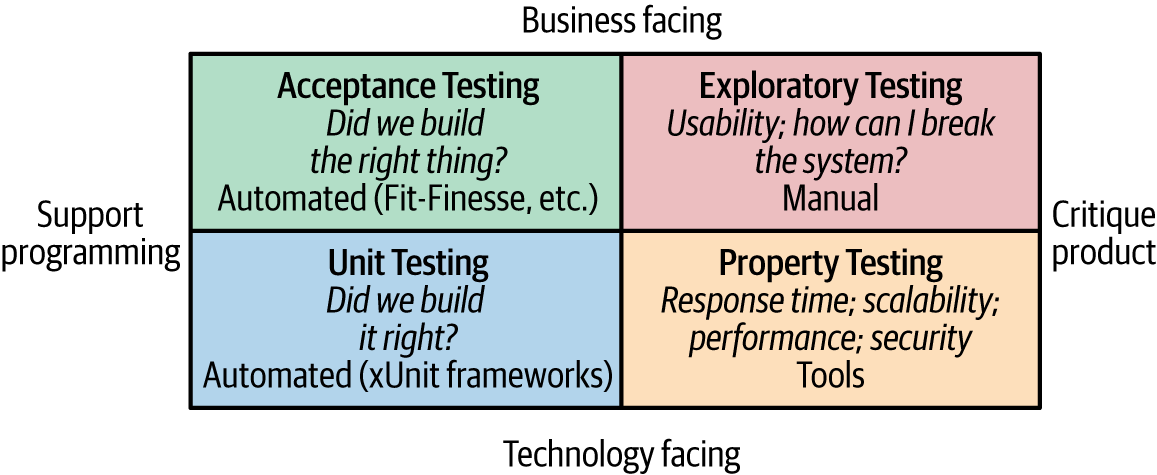 Business facing
Acceptance Testing
Did we build
the right thing?
Automated (Fit-Finesse, etc.)
Exploratory Testing
Usability; how can I break
the system?
Manual
Support
programming
Critique
product
Unit Testing
Did we build
it right?
Automated (xUnit frameworks)
Property Testing
Response time; scalability;
performance; security
Tools
Technology facing